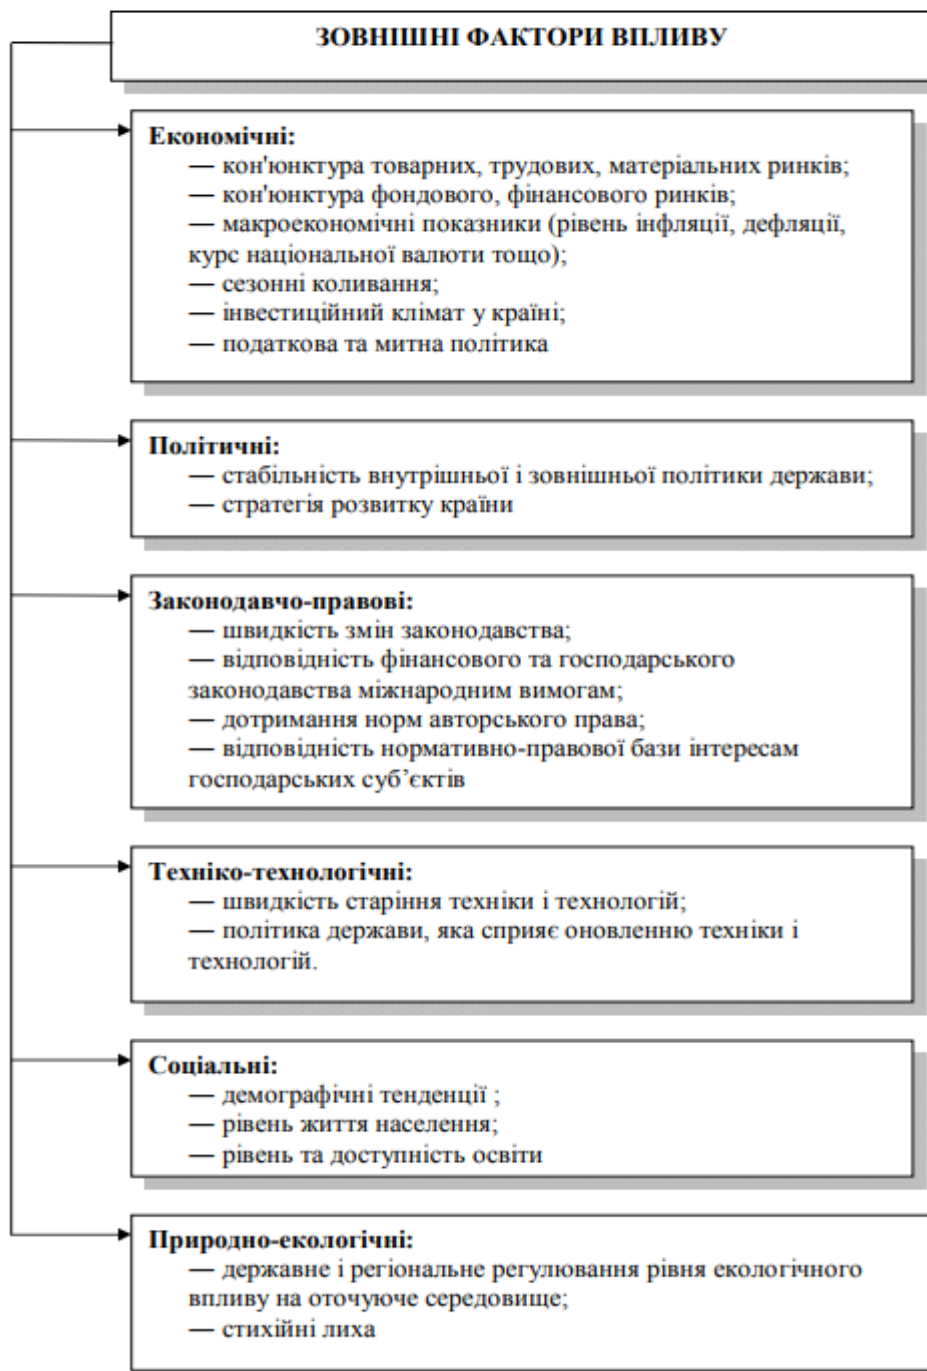 ЗОВНІШНІ ФАКТОРИ ВПЛИВУ
Економічні:
— кон'юнктура товарних, трудових, матеріальних ринків;
— кон'юнктура фондового, фінансового ринків;
— макроекономічні показники (рівень інфляції, дефляції,
курс національної валюти тощо);
— сезонні коливання;
— інвестиційний клімат у країні;
— податкова та митна політика
Політичні:
— стабільність внутрішньої і зовнішньої політики держави;
— стратегія розвитку країни
Законодавчо-правові:
— швидкість змін законодавства;
— відповідність фінансового та господарського
законодавства міжнародним вимогам;
— дотримання норм авторського права;
— відповідність нормативно-правової бази інтересам
господарських суб’єктів
Техніко-технологічні:
— швидкість старіння техніки і технологій;
— політика держави, яка сприяє оновленню техніки і
технологій.
Соціальні:
— демографічні тенденції ;
— рівень життя населення;
— рівень та доступність освіти
Природно-екологічні:
— державне і регіональне регулювання рівня екологічного
впливу на оточуюче середовище;
— стихійні лиха